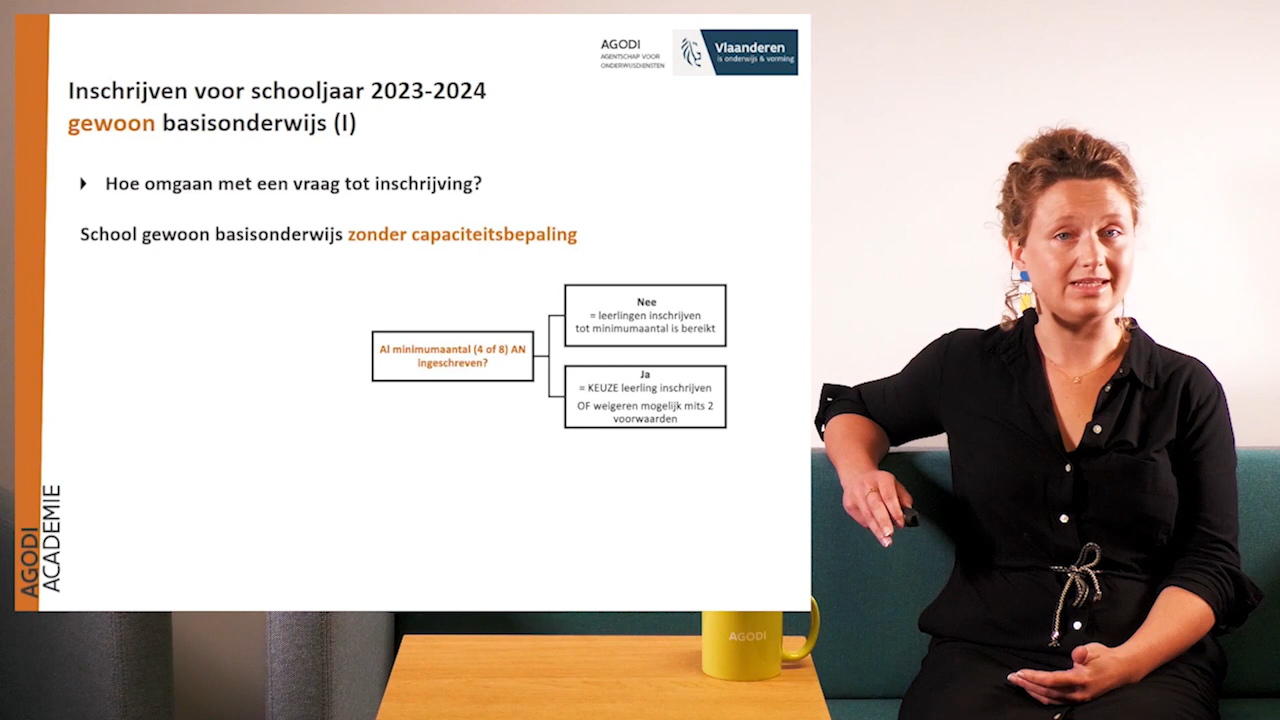 AGODI
AGENTSCHAP VOOR
ONDERWIJSDIENSTEN
Vlaanderen
is onderwijs & vorming
Inschrijven voor schooljaar 2023-2024
gewoon basisonderwijs (I)
Hoe omgaan met een vraag tot inschrijving?
School gewoon basisonderwijs zonder capaciteitsbepaling
Al minimumaantal (4 of 8) AN
ingeschreven?
Nee
= leerlingen inschrijven
tot minimumaantal is bereikt
Ja
= KEUZE leerling inschrijven
OF weigeren mogelijk mits 2
voorwaarden
AGODI
ACADEMIE
AGODI